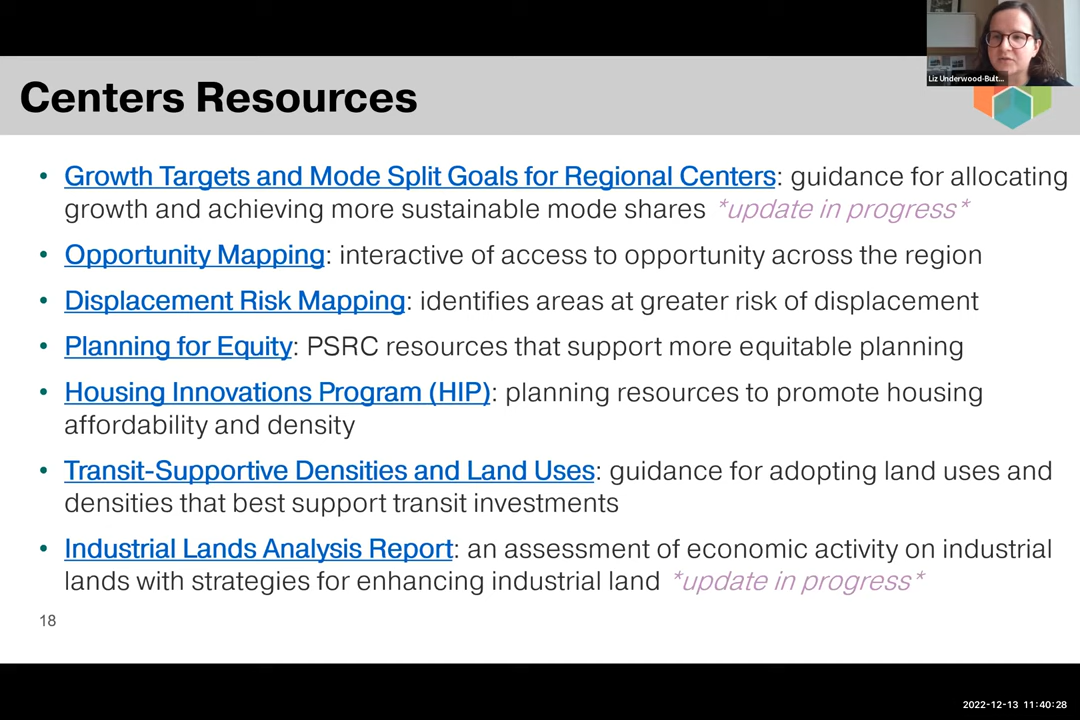 Liz Underwood-Bult...
Centers Resources
• Growth Targets and Mode Split Goals for Regional Centers: guidance for allocating
growth and achieving more sustainable mode shares *update in progress*
• Opportunity Mapping: interactive of access to opportunity across the region
• Displacement Risk Mapping: identifies areas at greater risk of displacement
• Planning for Equity: PSRC resources that support more equitable planning
• Housing Innovations Program (HIP): planning resources to promote housing
affordability and density
• Transit-Supportive Densities and Land Uses: guidance for adopting land uses and
densities that best support transit investments
• Industrial Lands Analysis Report: an assessment of economic activity on industrial
lands with strategies for enhancing industrial land *update in progress*
18
2022-12-13 11:40:28